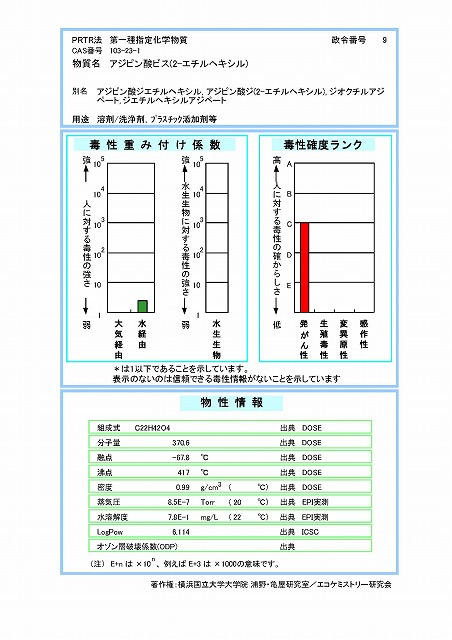 PRTR法 第一種指定化学物質 政令番号 9
CAS番号 103-23-1
物質名 アジピン酸ビス(2-エチルヘキシル)
別名 アジピン酸ジエチルヘキシル, アジピン酸ジ(2-エチルヘキシル), ジオクチルアジ
ペート, ジエチルヘキシルアジペート
用途 溶剤/洗浄剤, プラスチック添加剤等
毒性重み付け係数
強
人に対する毒性の強さ
弱
10^5
10^4
10^3
10^2
10
1
大気経由
水経由
強
水生生物に対する毒性の強さ
弱
10^5
10^4
10^3
10^2
10
1
水生生物
毒性確度ランク
高
人に対する毒性の確からしさ
低
A
B
C
D
E
発がん性
生殖毒性
変異原性
感作性
*は1以下であることを示しています。
表示のないのは信頼できる毒性情報がないことを示しています
物性情報
組成式 C22H42O4 出典 DOSE
分子量 370.6 出典 DOSE
融点 -67.8 ℃ 出典 DOSE
沸点 417 ℃ 出典 DOSE
密度 0.99 g/cm3 ( ℃) 出典 DOSE
蒸気圧 8.5E-7 Torr (20 ℃) 出典 EPI実測
水溶解度 7.8E-1 mg/L (22 ℃) 出典 EPI実測
LogPow 6.114 出典 ICSC
オゾン層破壊係数(ODP) 出典
(注) E+n は ×10^n、例えば E+3 は ×1000の意味です。
著作権:横浜国立大学大学院 浦野・亀屋研究室/エコケミストリー研究会